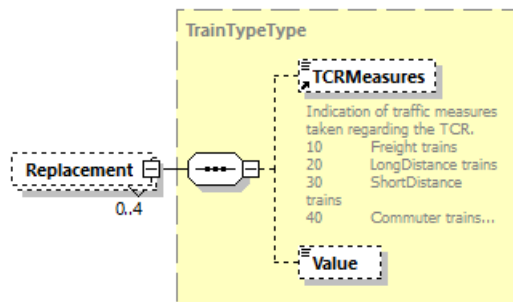 TrainTypeType
TCRMeasures
Indication of traffic measures
taken regarding the TCR.
10 Freight trains
20 LongDistance trains
30 ShortDistance
trains
40 Commuter trains...
Replacement
0..4
Value